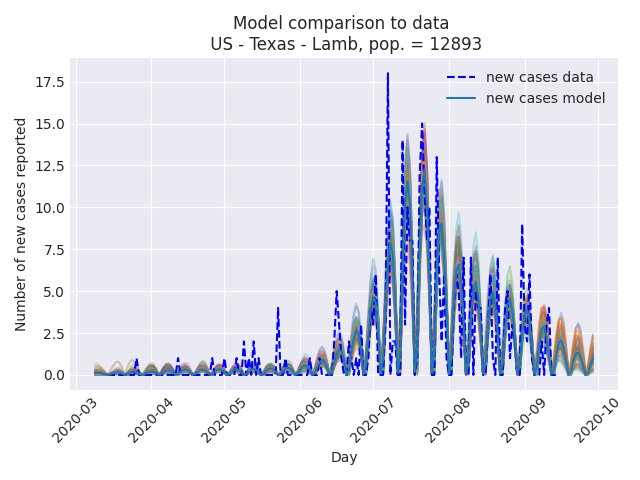 Model comparison to data
US - Texas - Lamb, pop. = 12893
new cases data
new cases model
Number of new cases reported
17.5
15.0
12.5
10.0
7.5
5.0
2.5
0.0
2020-03
2020-04
2020-05
2020-06
2020-07
2020-08
2020-09
2020-10
Day